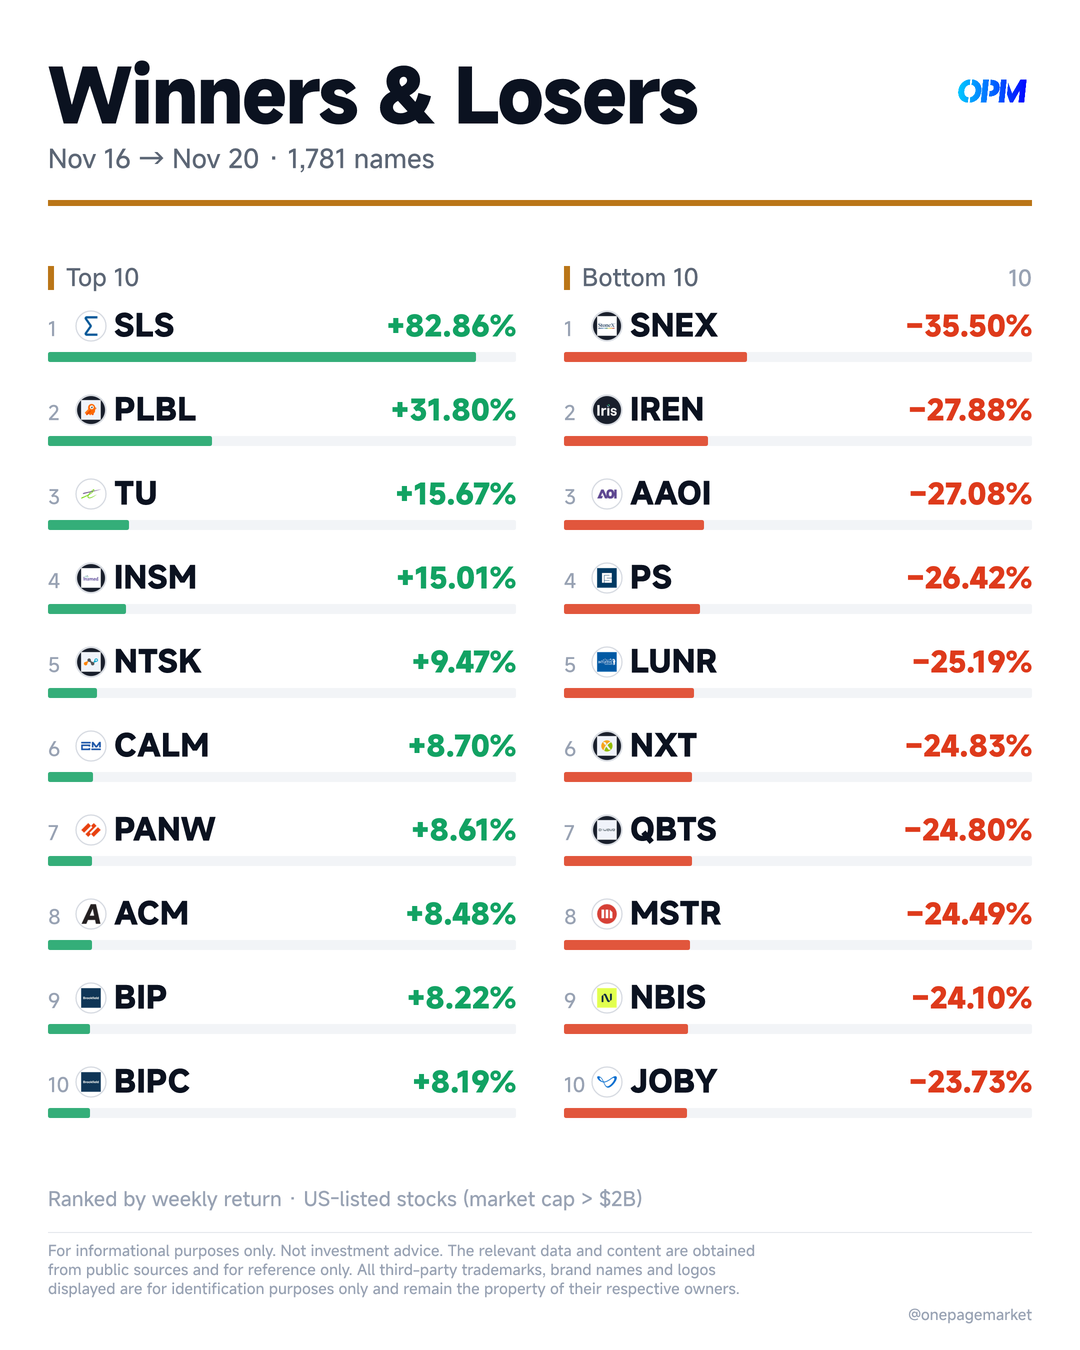 Winners & Losers
OPM
Nov 16 → Nov 20 · 1,781 names
Top 10
1 SLS +82.86%
2 PLBL +31.80%
3 TU +15.67%
4 INSM +15.01%
5 NTSK +9.47%
6 CALM +8.70%
7 PANW +8.61%
8 ACM +8.48%
9 BIP +8.22%
10 BIPC +8.19%
Bottom 10 10
1 SNEX −35.50%
2 Iris IREN −27.88%
3 AOI AAOI −27.08%
4 PS −26.42%
5 LUNR −25.19%
6 NXT −24.83%
7 QBTS −24.80%
8 MSTR −24.49%
9 NBIS −24.10%
10 JOBY −23.73%
Ranked by weekly return · US-listed stocks (market cap > $2B)
For informational purposes only. Not investment advice. The relevant data and content are obtained
from public sources and for reference only. All third-party trademarks, brand names and logos
displayed are for identification purposes only and remain the property of their respective owners.
@onepagemarket